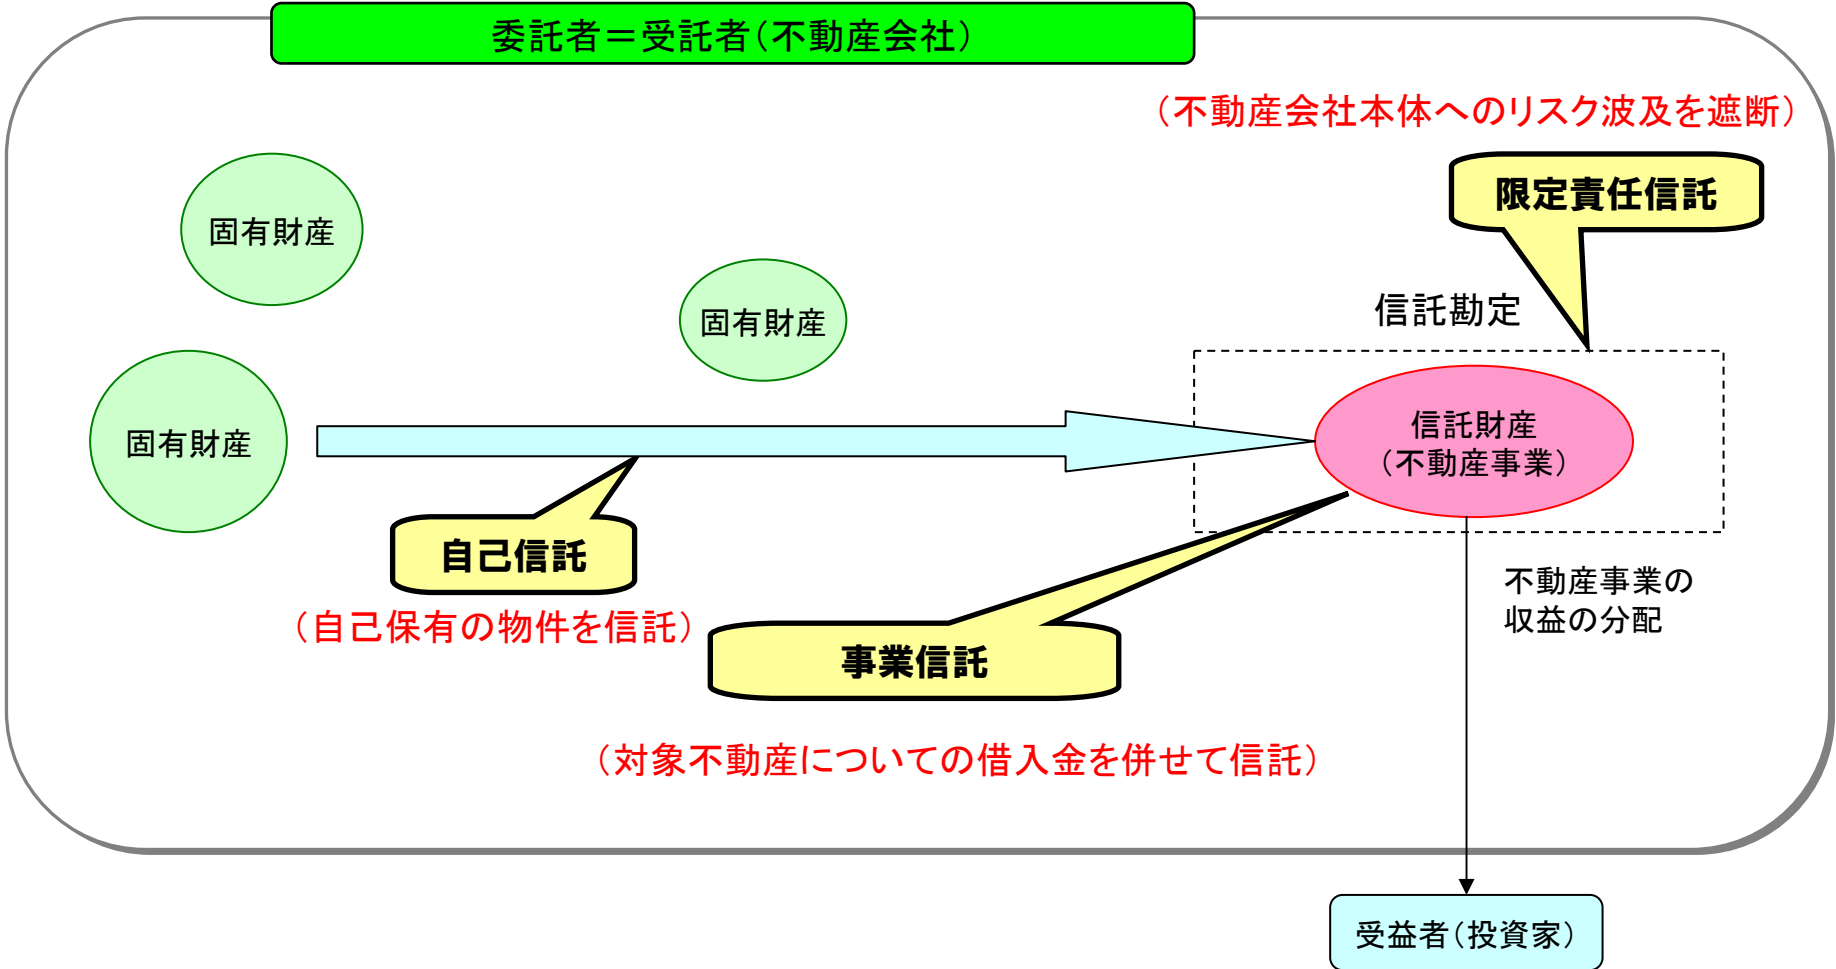 委託者＝受託者（不動産会社）
（不動産会社本体へのリスク波及を遮断）
限定責任信託
固有財産
固有財産
信託勘定
固有財産
信託財産
（不動産事業）
自己信託
（自己保有の物件を信託）
不動産事業の
収益の分配
事業信託
（対象不動産についての借入金を併せて信託）
受益者（投資家）